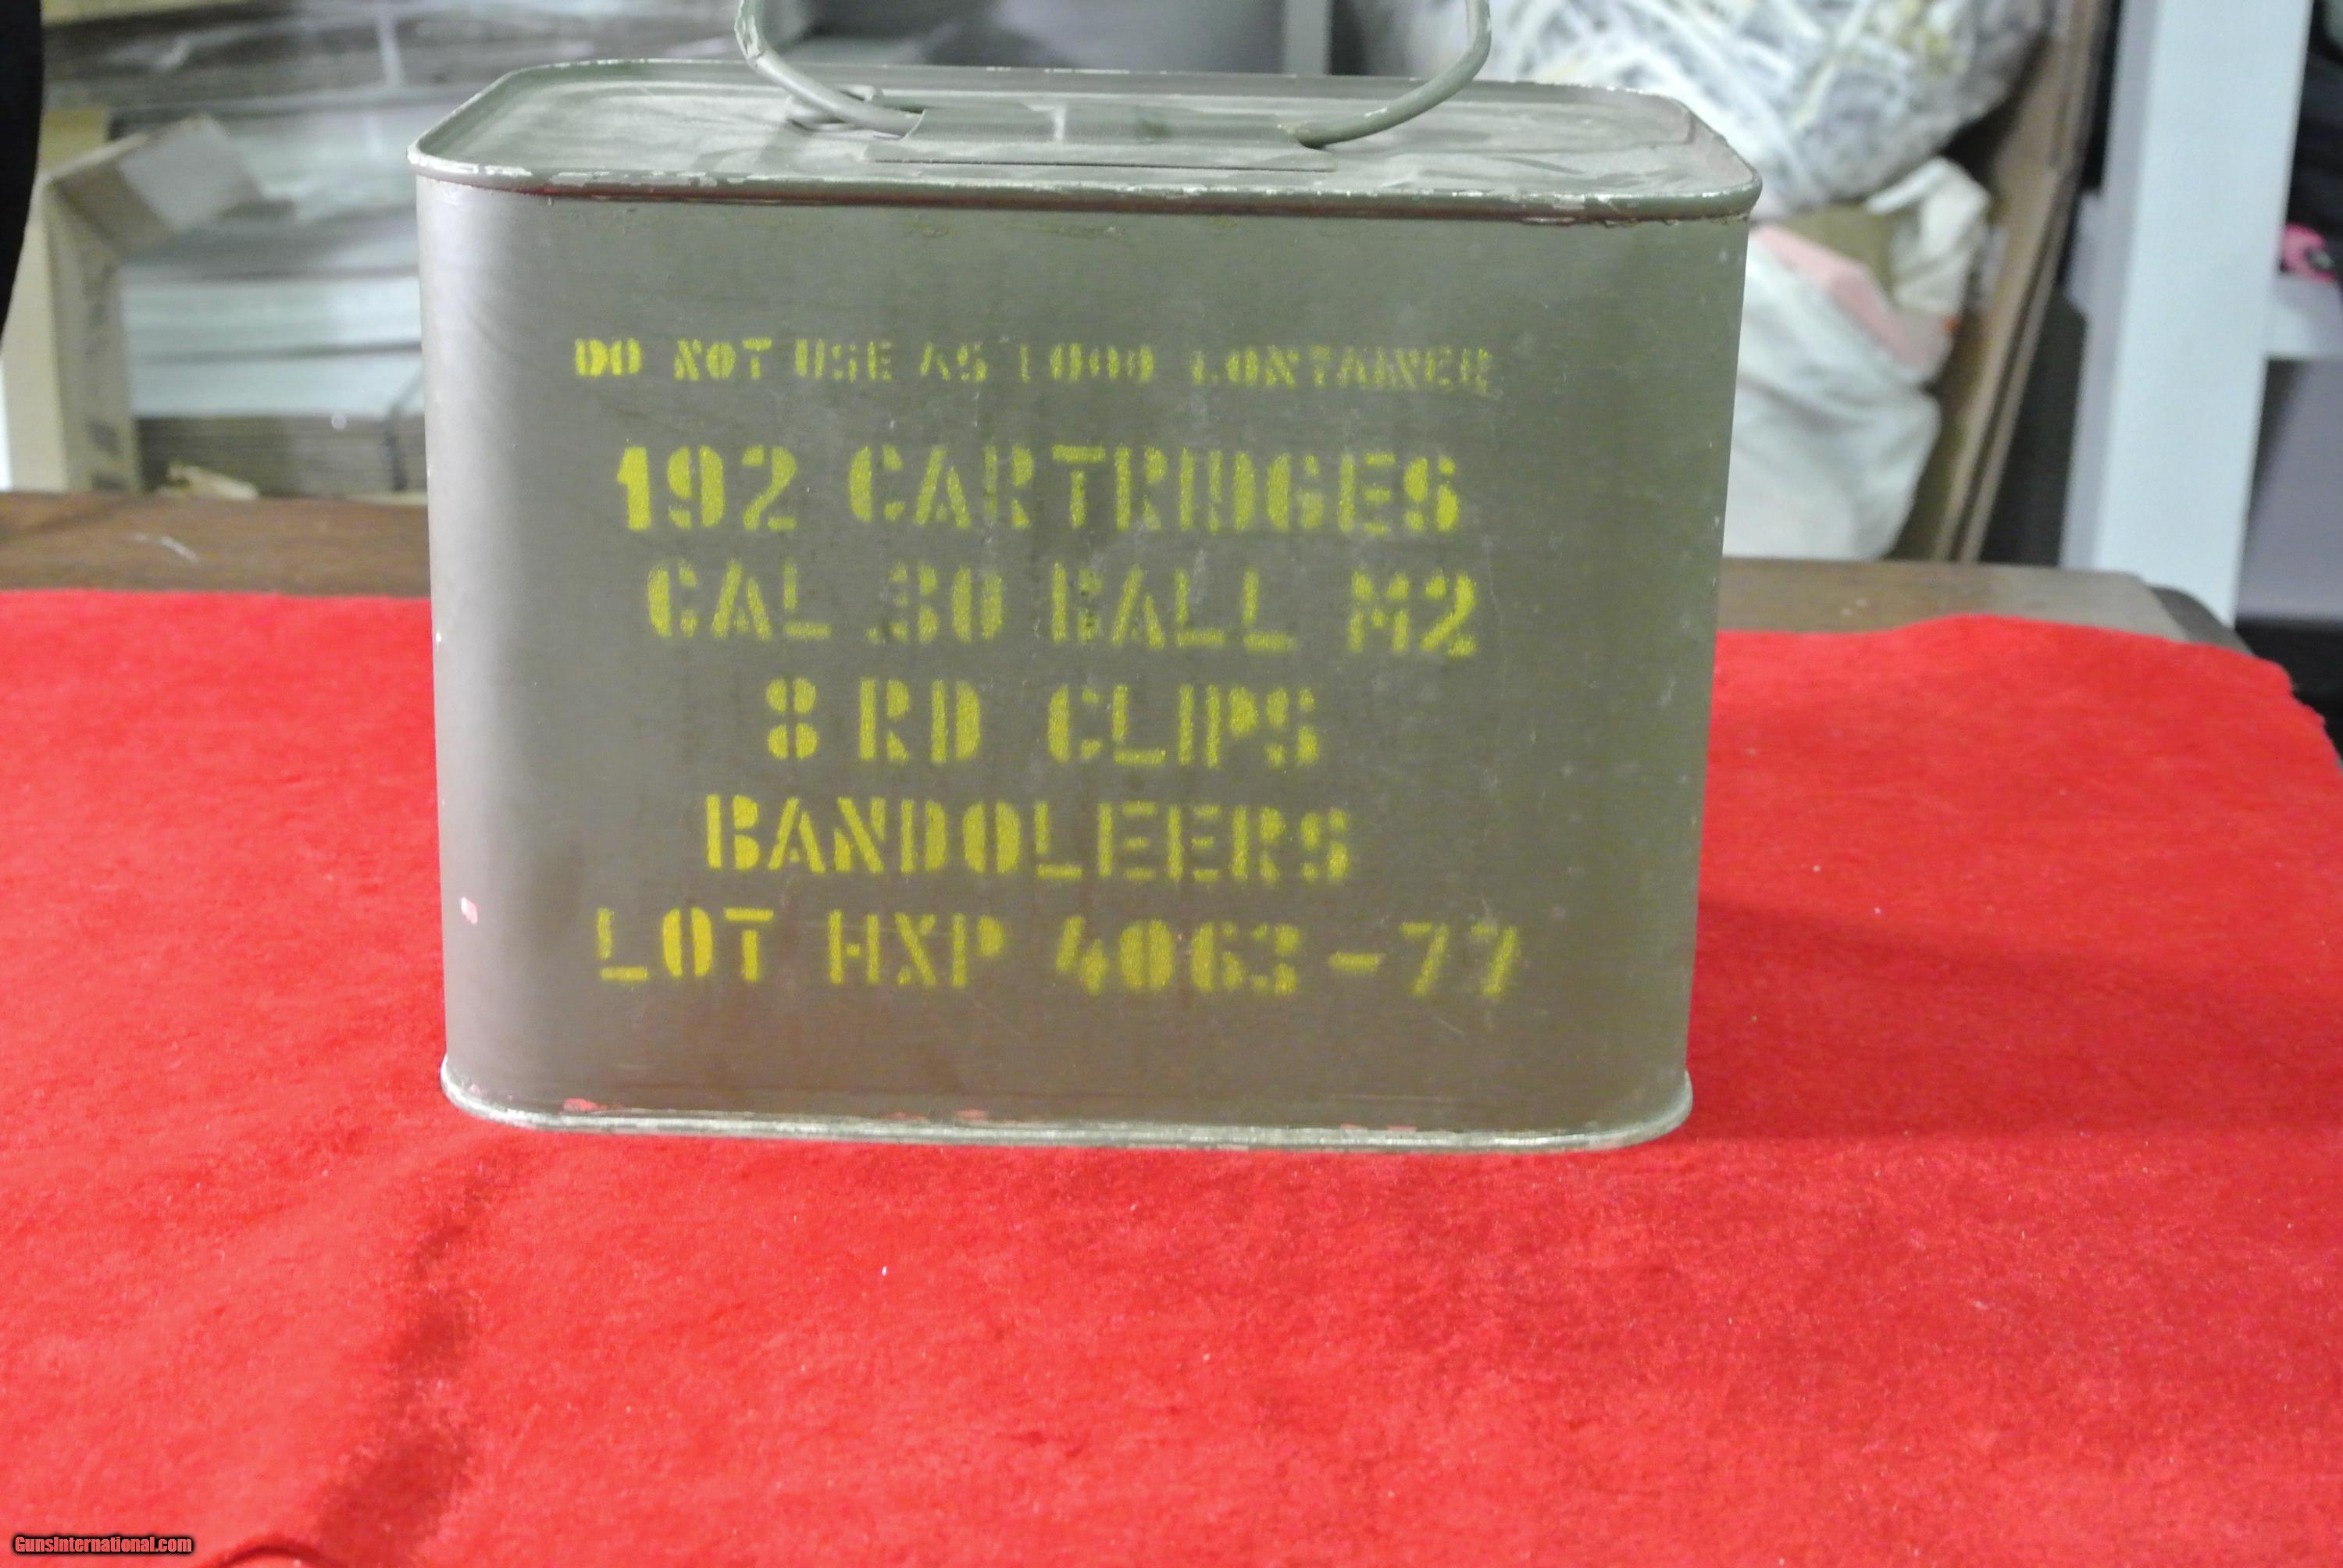 DO NOT USE AS FOOD CONTAINER
192 CARTRIDGES
CAL 30 BALL M2
8 RD CLIPS
BANDOLEERS
LOT HXP 4063-77
GunsInternational.com